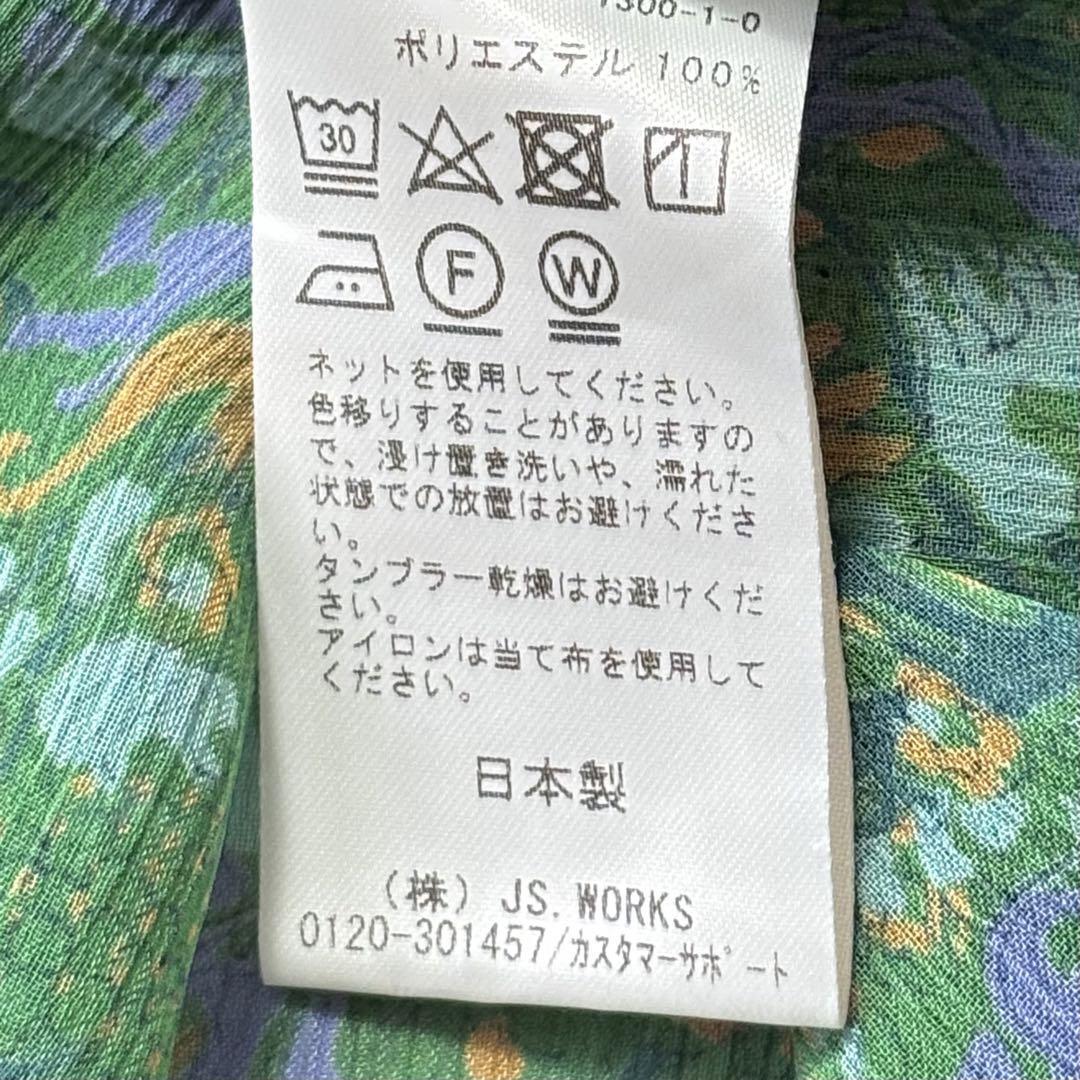 1300-1-0
ポリエステル 100%
30
F
W
ネットを使用してください。
色移りすることがありますの
で、浸け置き洗いや、濡れた
状態での放置はお避けくださ
い。
タンブラー乾燥はお避けくだ
さい。
アイロンは当て布を使用して
ください。
日本製
(株) JS.WORKS
0120-301457/カスタマーサポート